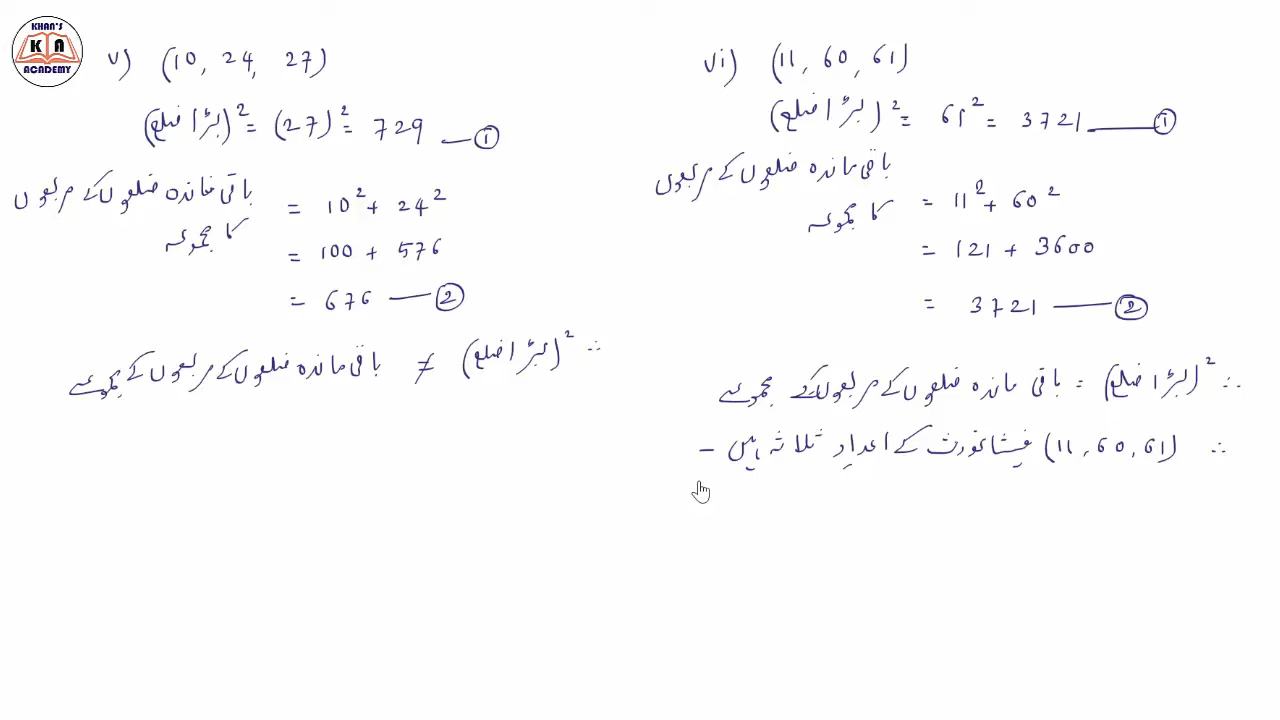 KHAN'S
K A
ACADEMY
v) (10, 24, 27)
(بڑا ضلع)² = (27)² = 729 — ①
باقی ماندہ ضلعوں کے مربعوں = 10² + 24²
کا مجموعہ
= 100 + 576
= 676 — ②
∴ (بڑا ضلع)² ≠ باقی ماندہ ضلعوں کے مربعوں کے مجموعے
vi) (11, 60, 61)
(بڑا ضلع)² = 61² = 3721 — ①
باقی ماندہ ضلعوں کے مربعوں
کا مجموعہ = 11² + 60²
= 121 + 3600
= 3721 — ②
∴ (بڑا ضلع)² = باقی ماندہ ضلعوں کے مربعوں کے مجموعے
∴ (11, 60, 61) فیثاغورث کے اعداد ثلاثہ ہیں -